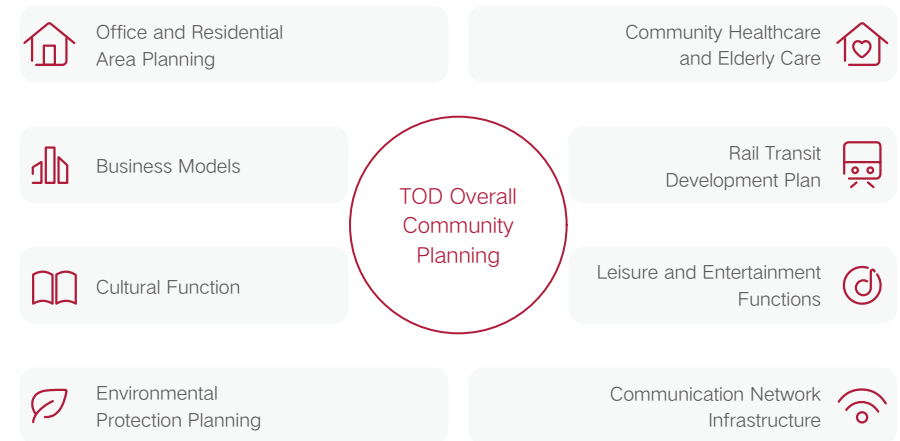 Office and Residential
Area Planning
Community Healthcare
and Elderly Care
Business Models
Rail Transit
Development Plan
TOD Overall
Community
Planning
Cultural Function
Leisure and Entertainment
Functions
Environmental
Protection Planning
Communication Network
Infrastructure